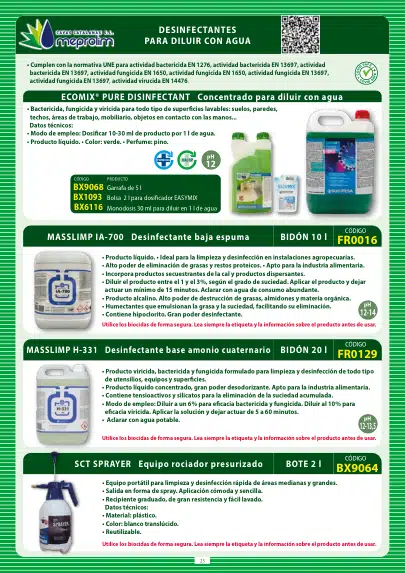 CAYRE CATALANAS S.L.
meprolim
DESINFECTANTES
PARA DILUIR CON AGUA
• Cumplen con la normativa UNE para actividad bactericida EN 1276, actividad bactericida EN 13697, actividad
bactericida EN 13697, actividad fungicida EN 1650, actividad fungicida EN 1650, actividad fungicida EN 13697,
actividad fungicida EN 13697, actividad virucida EN 14476.
ECOMIX® PURE DISINFECTANT Concentrado para diluir con agua
• Bactericida, fungicida y viricida para todo tipo de superficies lavables: suelos, paredes,
techos, áreas de trabajo, mobiliario, objetos en contacto con las manos...
Datos técnicos:
• Modo de empleo: Dosificar 10-30 ml de producto por 1 l de agua.
• Producto líquido. • Color: verde. • Perfume: pino.
pH
12
CÓDIGO PRODUCTO
BX9068 Garrafa de 5 l
BX1093 Bolsa 2 l para dosificador EASYMIX
BX6116 Monodosis 30 ml para diluir en 1 l de agua
MASSLIMP IA-700 Desinfectante baja espuma BIDÓN 10 l
CÓDIGO
FR0016
• Producto líquido. • Ideal para la limpieza y desinfección en instalaciones agropecuarias.
• Alto poder de eliminación de grasas y restos proteicos. • Apto para la industria alimentaria.
• Incorpora productos secuestrantes de la cal y productos dispersantes.
• Diluir el producto entre el 1 y el 3%, según el grado de suciedad. Aplicar el producto y dejar
actuar un mínimo de 15 minutos. Aclarar con agua de consumo abundante.
• Producto alcalino. Alto poder de destrucción de grasas, almidones y materia orgánica.
• Humectantes que emulsionan la grasa y la suciedad, facilitando su eliminación.
• Contiene hipoclorito. Gran poder desinfectante.
pH
12-14
Utilice los biocidas de forma segura. Lea siempre la etiqueta y la información sobre el producto antes de usar.
IA-700
MASSLIMP H-331 Desinfectante base amonio cuaternario BIDÓN 20 l
CÓDIGO
FR0129
• Producto viricida, bactericida y fungicida formulado para limpieza y desinfección de todo tipo
de utensilios, equipos y superficies.
• Producto líquido concentrado, gran poder desodorizante. Apto para la industria alimentaria.
• Contiene tensioactivos y silicatos para la eliminación de la suciedad acumulada.
• Modo de empleo: Diluir a un 6% para eficacia bactericida y fungicida. Diluir al 10% para
eficacia viricida. Aplicar la solución y dejar actuar de 5 a 60 minutos.
• Aclarar con agua potable.
pH
12-13,5
Utilice los biocidas de forma segura. Lea siempre la etiqueta y la información sobre el producto antes de usar.
H-331
SCT SPRAYER Equipo rociador presurizado BOTE 2 l
CÓDIGO
BX9064
• Equipo portátil para limpieza y desinfección rápida de áreas medianas y grandes.
• Salida en forma de spray. Aplicación cómoda y sencilla.
• Recipiente graduado, de gran resistencia y fácil lavado.
Datos técnicos:
• Material: plástico.
• Color: blanco translúcido.
• Reutilizable.
Utilice los biocidas de forma segura. Lea siempre la etiqueta y la información sobre el producto antes de usar.
SPRAYER
25